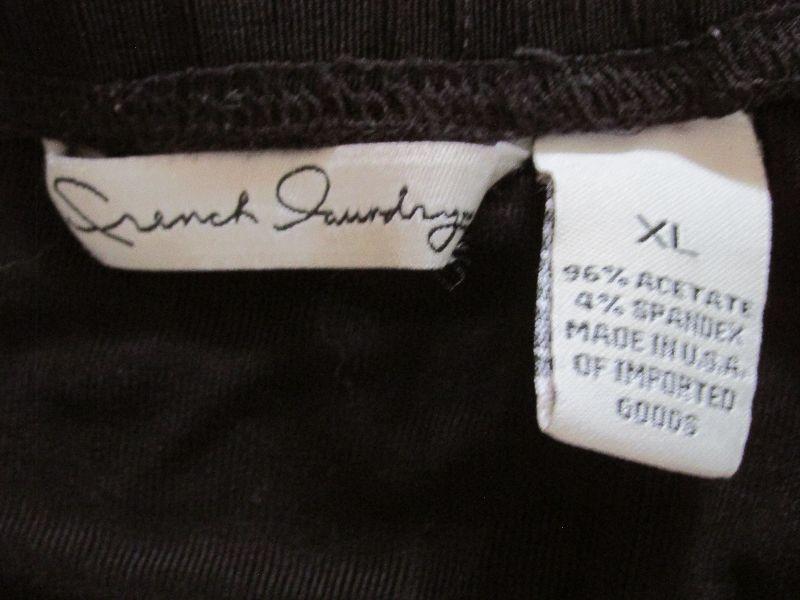 French Laundry
XL
96% ACETATE
4% SPANDEX
MADE IN U.S.A.
OF IMPORTED
GOODS